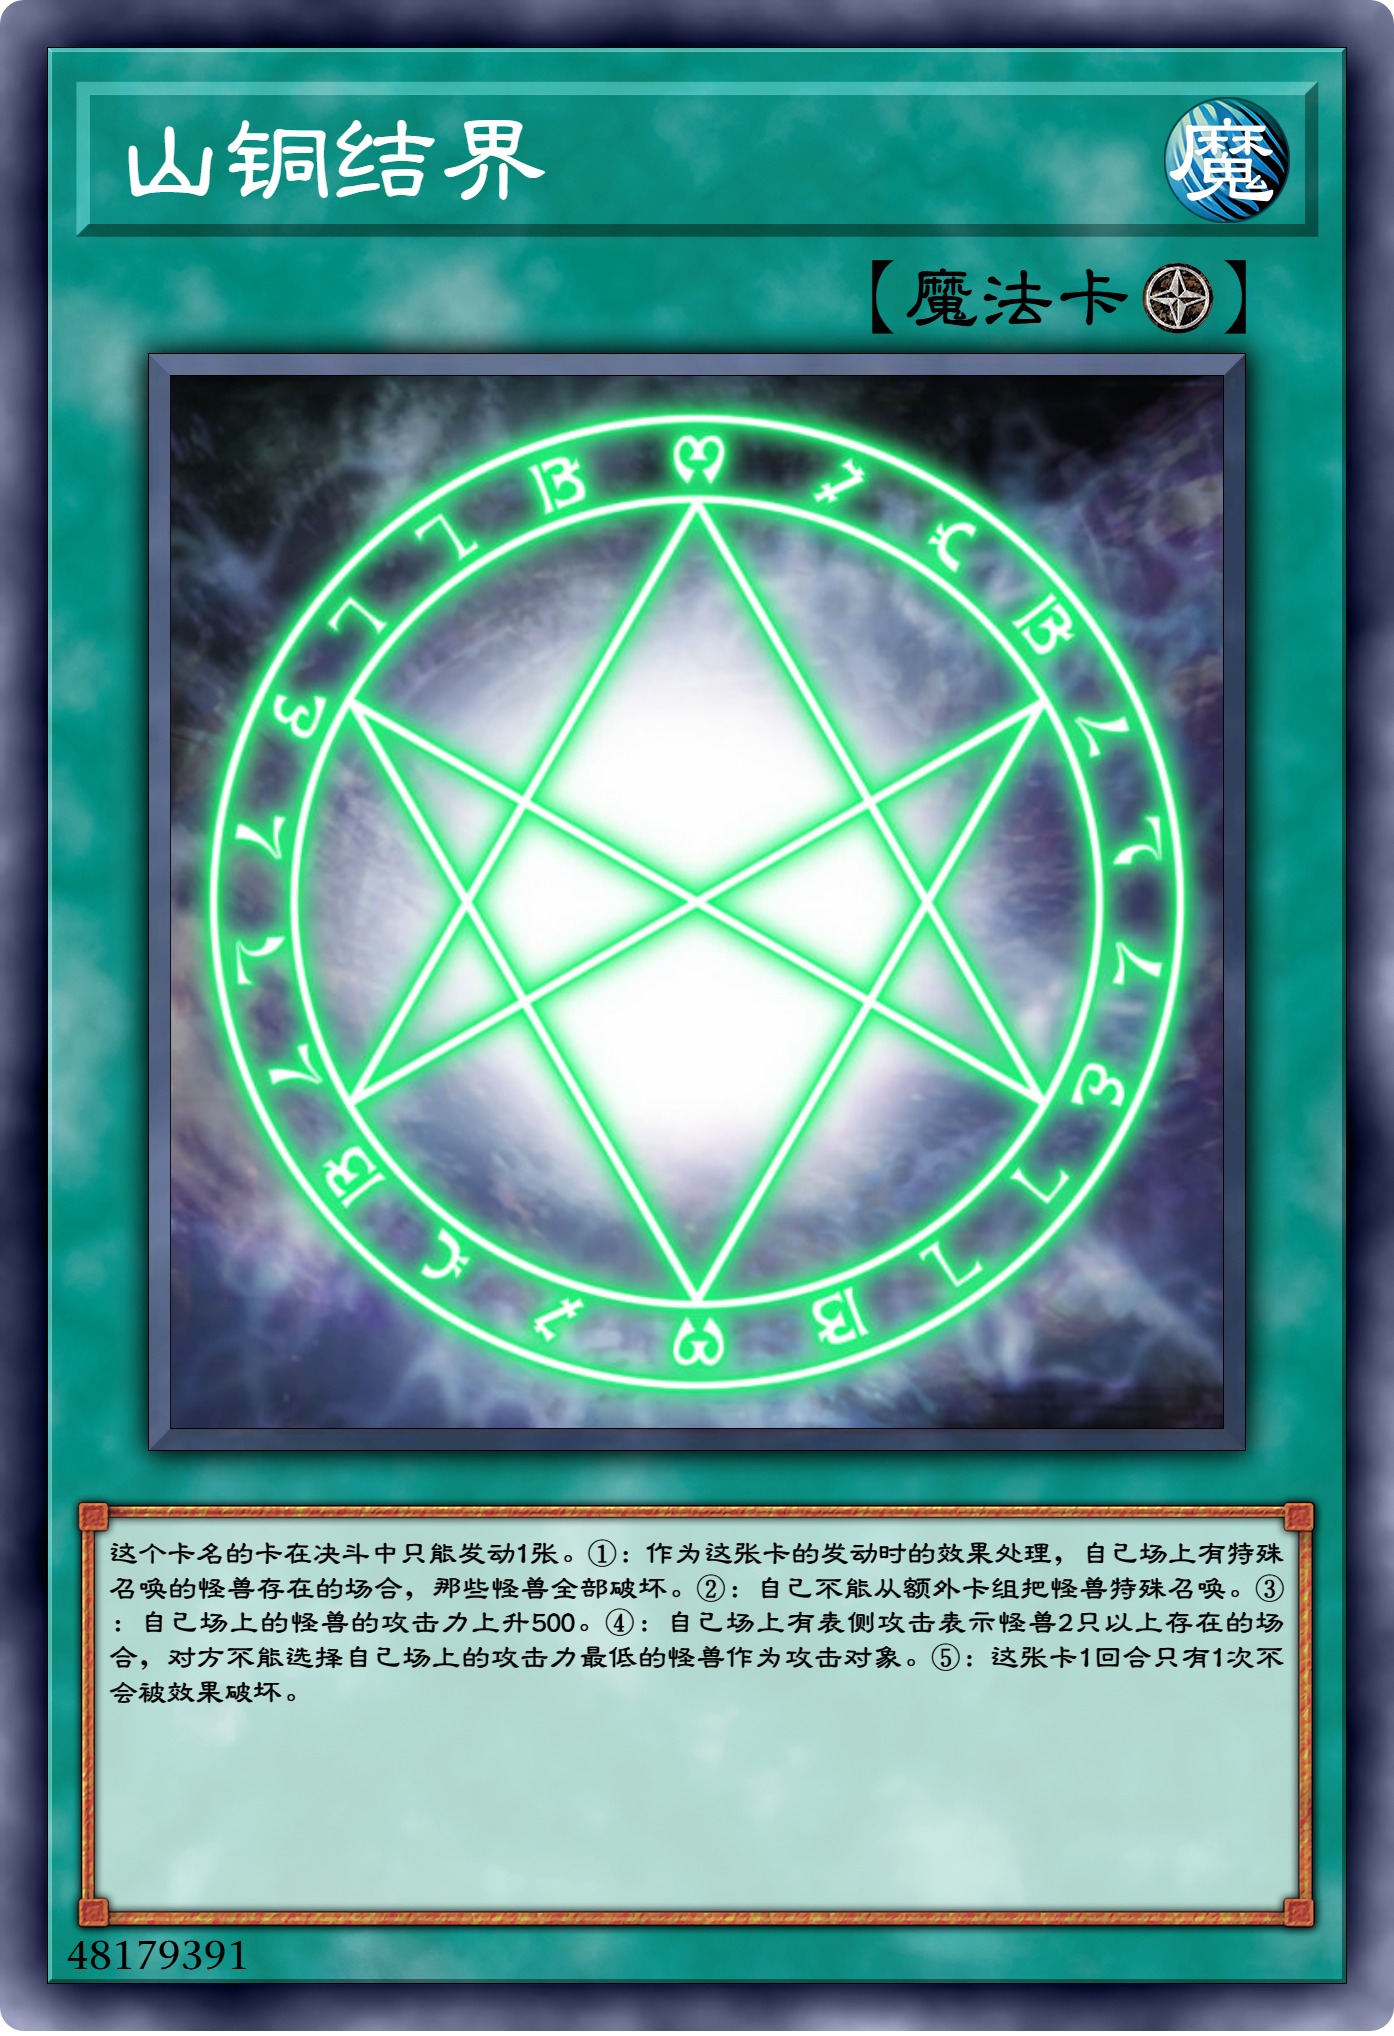 山铜结界
魔
【魔法卡】
这个卡名的卡在决斗中只能发动1张。①：作为这张卡的发动时的效果处理，自己场上有特殊
召唤的怪兽存在的场合，那些怪兽全部破坏。②：自己不能从额外卡组把怪兽特殊召唤。③
：自己场上的怪兽的攻击力上升500。④：自己场上有表侧攻击表示怪兽2只以上存在的场
合，对方不能选择自己场上的攻击力最低的怪兽作为攻击对象。⑤：这张卡1回合只有1次不
会被效果破坏。
48179391